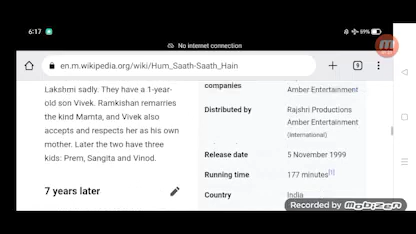 6:17
89%
No internet connection
en.m.wikipedia.org/wiki/Hum_Saath-Saath_Hain
9
Lakshmi sadly. They have a 1-year-
old son Vivek. Ramkishan remarries
the kind Mamta, and Vivek also
accepts and respects her as his own
mother. Later the two have three
kids: Prem, Sangita and Vinod.
7 years later
companies
Amber Entertainment
Distributed by
Rajshri Productions
Amber Entertainment
(international)
Release date
5 November 1999
Running time
177 minutes[1]
Country
India
Recorded by MOBIZEN